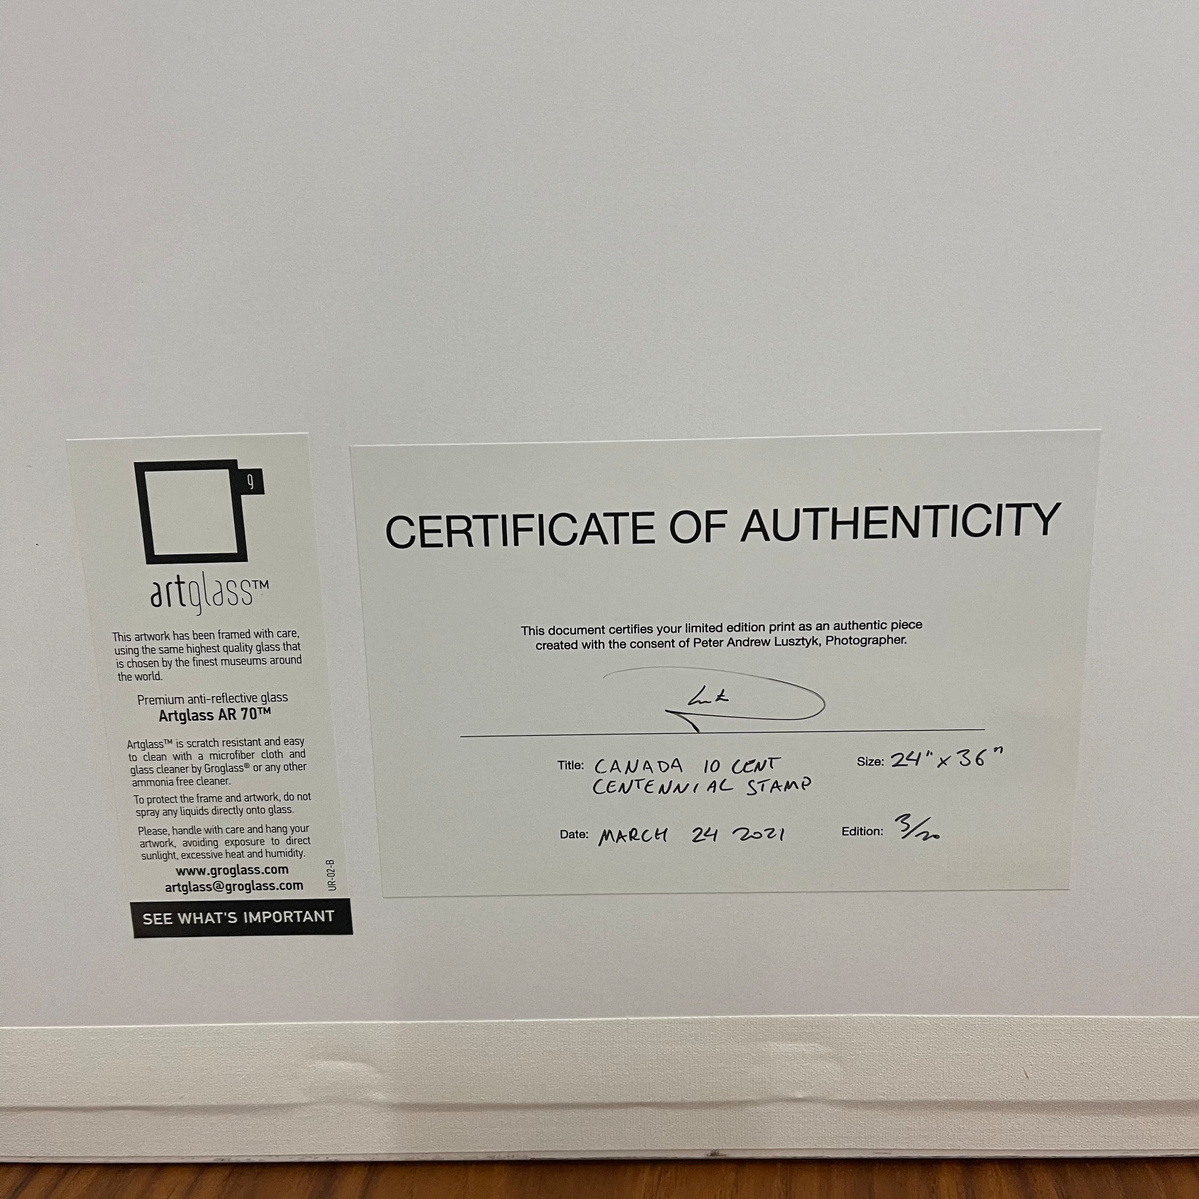 g
artglass™
This artwork has been framed with care,
using the same highest quality glass that
is chosen by the finest museums around
the world.
Premium anti-reflective glass
Artglass AR 70™
Artglass™ is scratch resistant and easy
to clean with a microfiber cloth and
glass cleaner by Groglass® or any other
ammonia free cleaner.
To protect the frame and artwork, do not
spray any liquids directly onto glass.
Please, handle with care and hang your
artwork, avoiding exposure to direct
sunlight, excessive heat and humidity.
www.groglass.com
artglass@groglass.com
UR-02-B
SEE WHAT'S IMPORTANT
CERTIFICATE OF AUTHENTICITY
This document certifies your limited edition print as an authentic piece
created with the consent of Peter Andrew Lusztyk, Photographer.
Title: CANADA 10 CENT
CENTENNIAL STAMP
Size: 24" x 36"
Date: MARCH 24 2021
Edition: 3/20